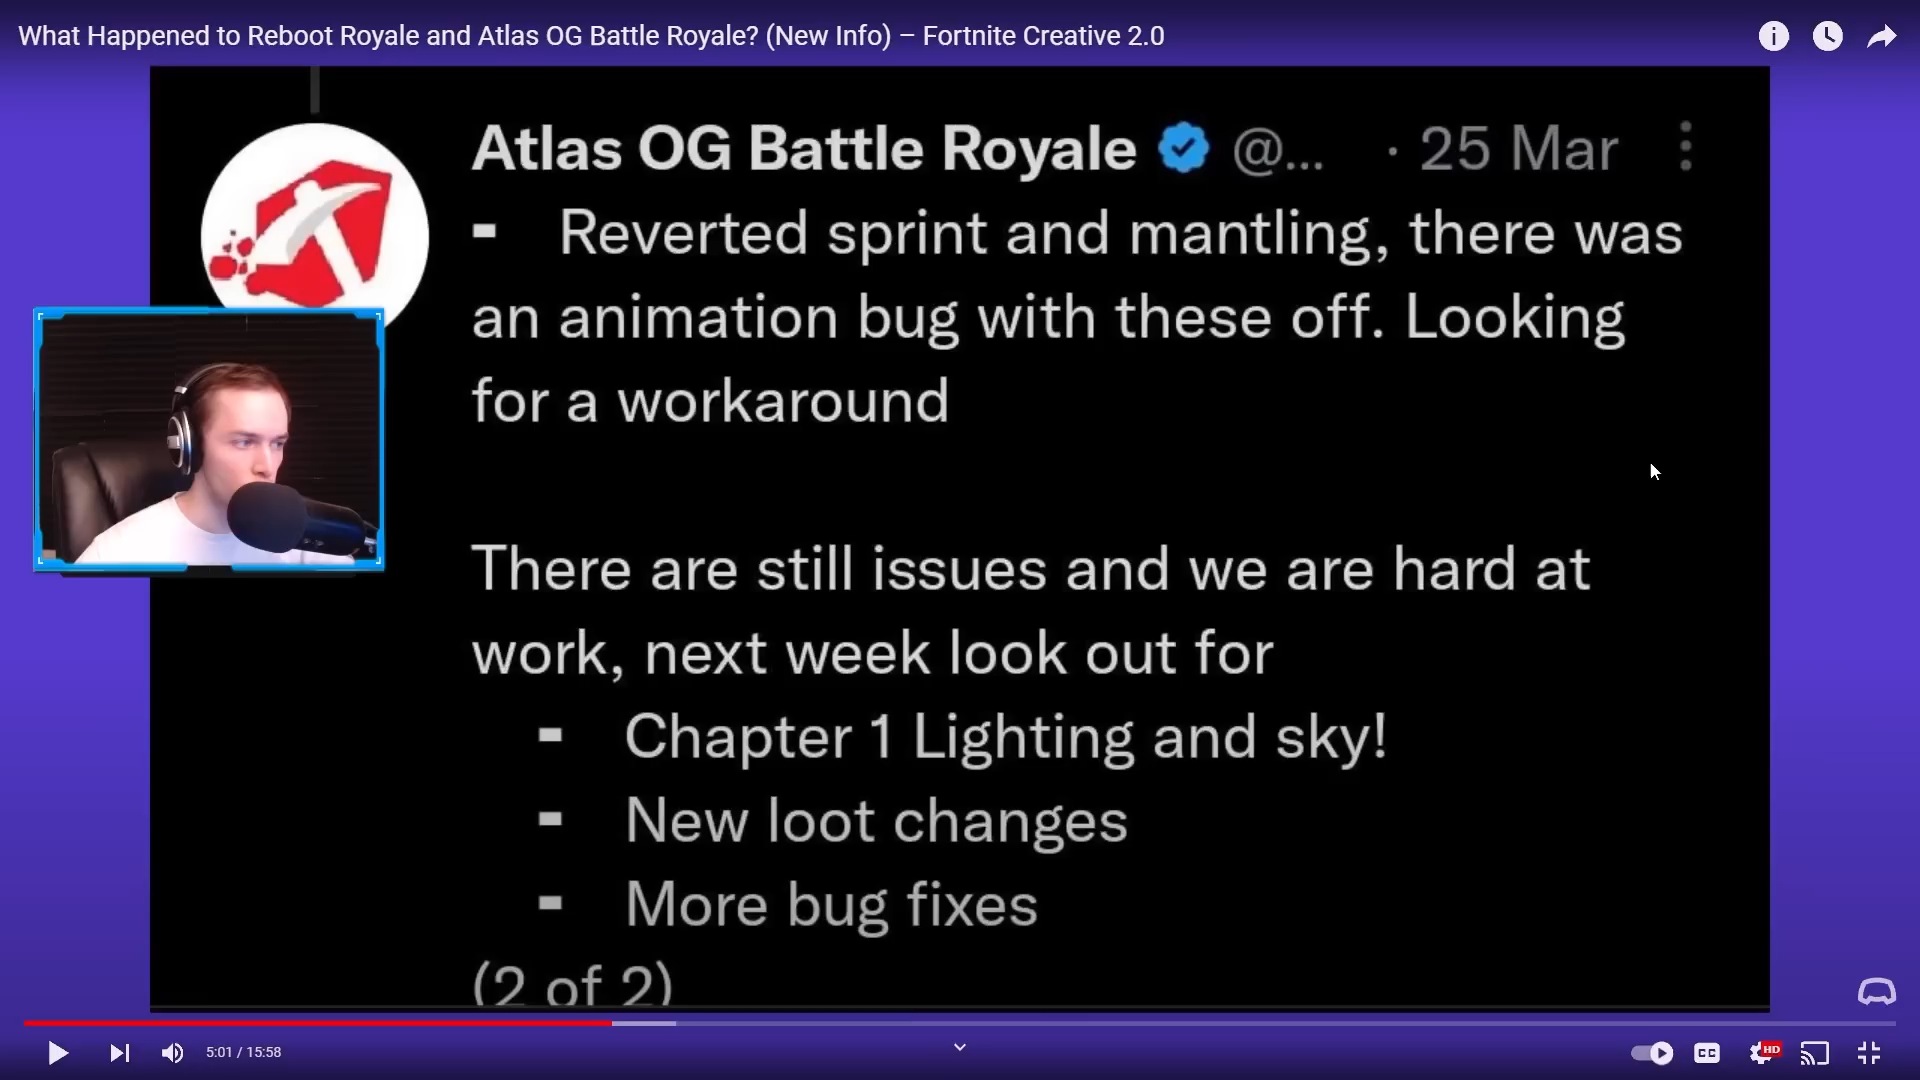 What Happened to Reboot Royale and Atlas OG Battle Royale? (New Info) – Fortnite Creative 2.0
Atlas OG Battle Royale @... · 25 Mar
- Reverted sprint and mantling, there was
an animation bug with these off. Looking
for a workaround
There are still issues and we are hard at
work, next week look out for
- Chapter 1 Lighting and sky!
- New loot changes
- More bug fixes
(2 of 2)
5:01 / 15:58
CC
HD